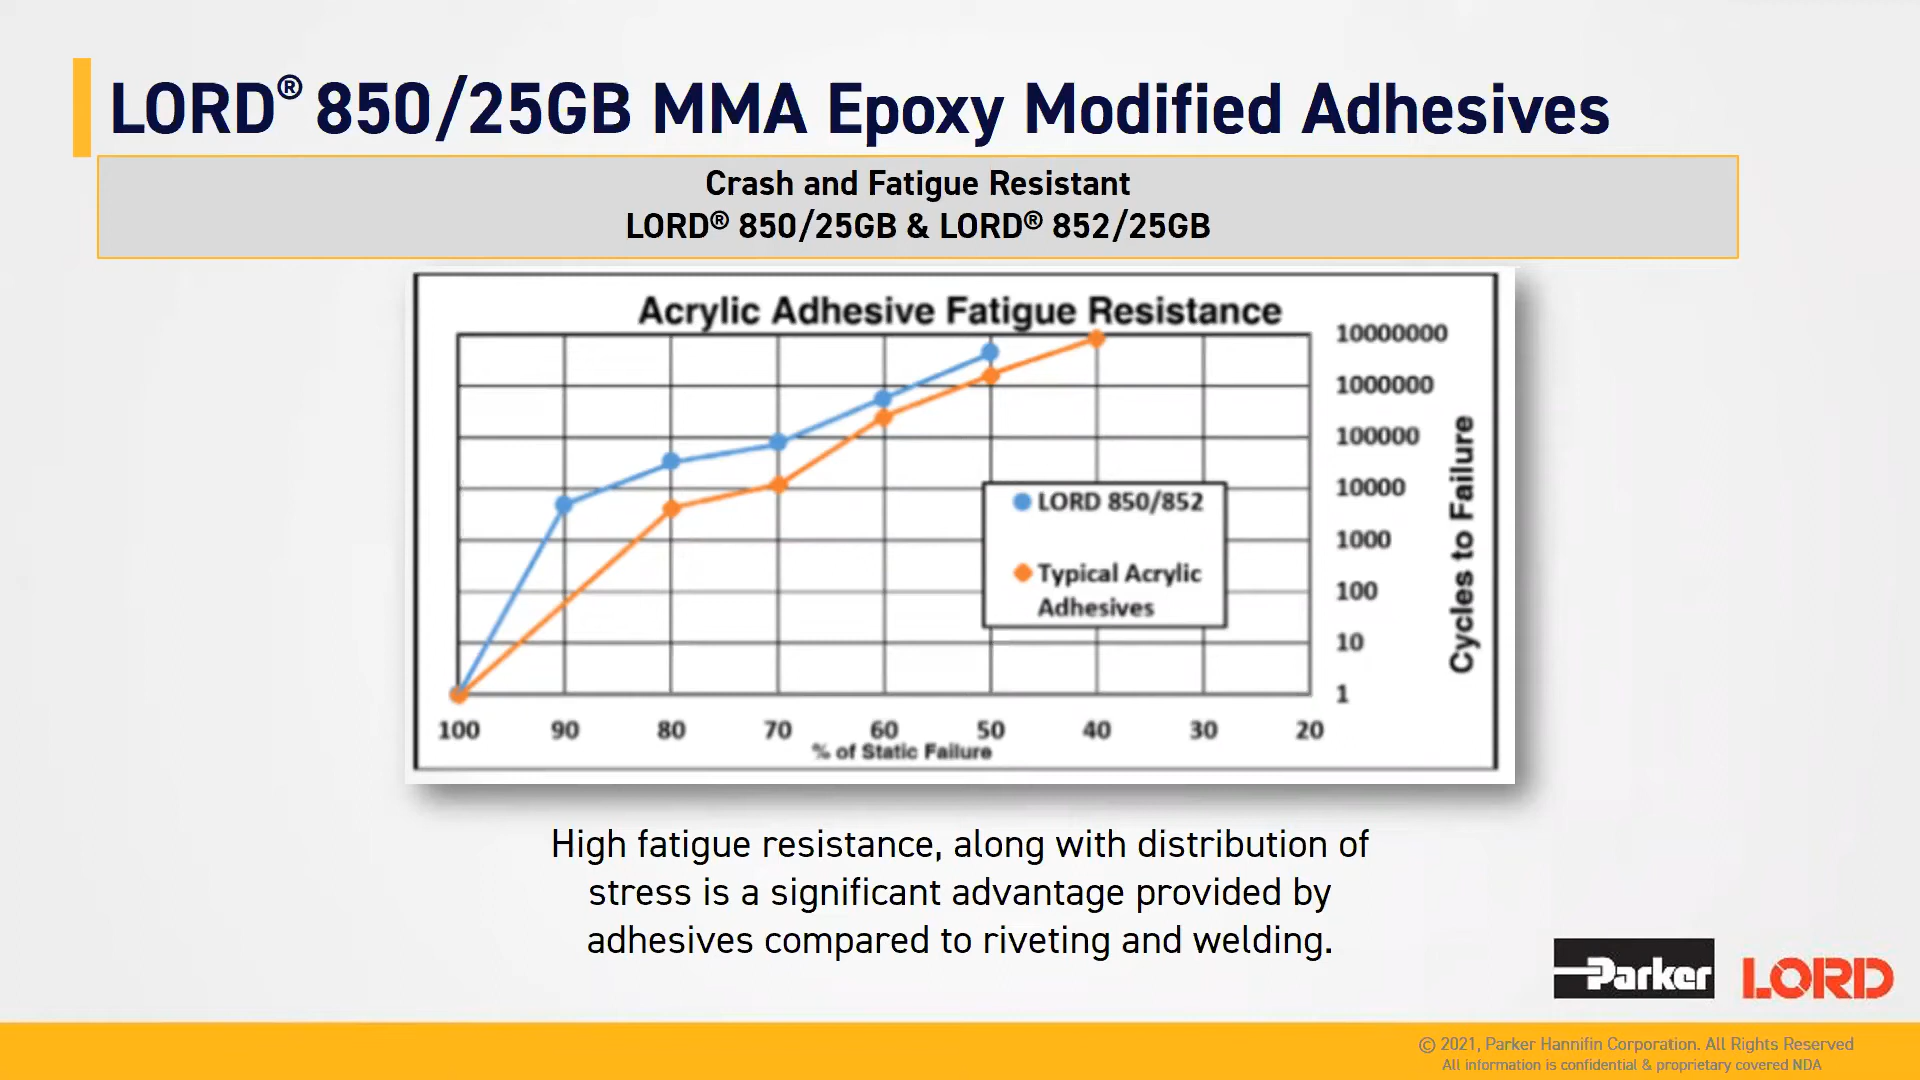 LORD® 850/25GB MMA Epoxy Modified Adhesives
Crash and Fatigue Resistant
LORD® 850/25GB & LORD® 852/25GB
Acrylic Adhesive Fatigue Resistance
10000000
1000000
100000
10000
1000
100
10
1
Cycles to Failure
LORD 850/852
Typical Acrylic
Adhesives
100 90 80 70 60 50 40 30 20
% of Static Failure
High fatigue resistance, along with distribution of
stress is a significant advantage provided by
adhesives compared to riveting and welding.
Parker LORD
© 2021, Parker Hannifin Corporation. All Rights Reserved
All information is confidential & proprietary covered NDA